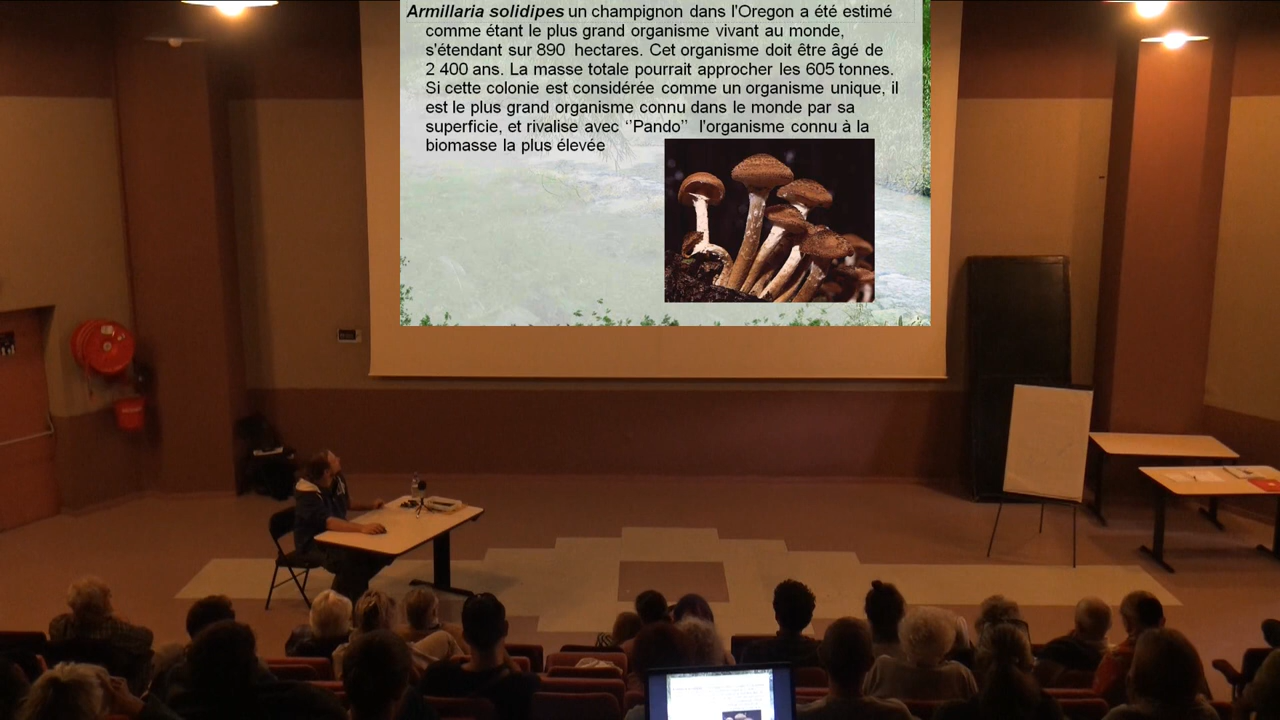 Armillaria solidipes un champignon dans l'Oregon a été estimé
comme étant le plus grand organisme vivant au monde,
s'étendant sur 890 hectares. Cet organisme doit être âgé de
2 400 ans. La masse totale pourrait approcher les 605 tonnes.
Si cette colonie est considérée comme un organisme unique, il
est le plus grand organisme connu dans le monde par sa
superficie, et rivalise avec ‘’Pando’’ l'organisme connu à la
biomasse la plus élevée